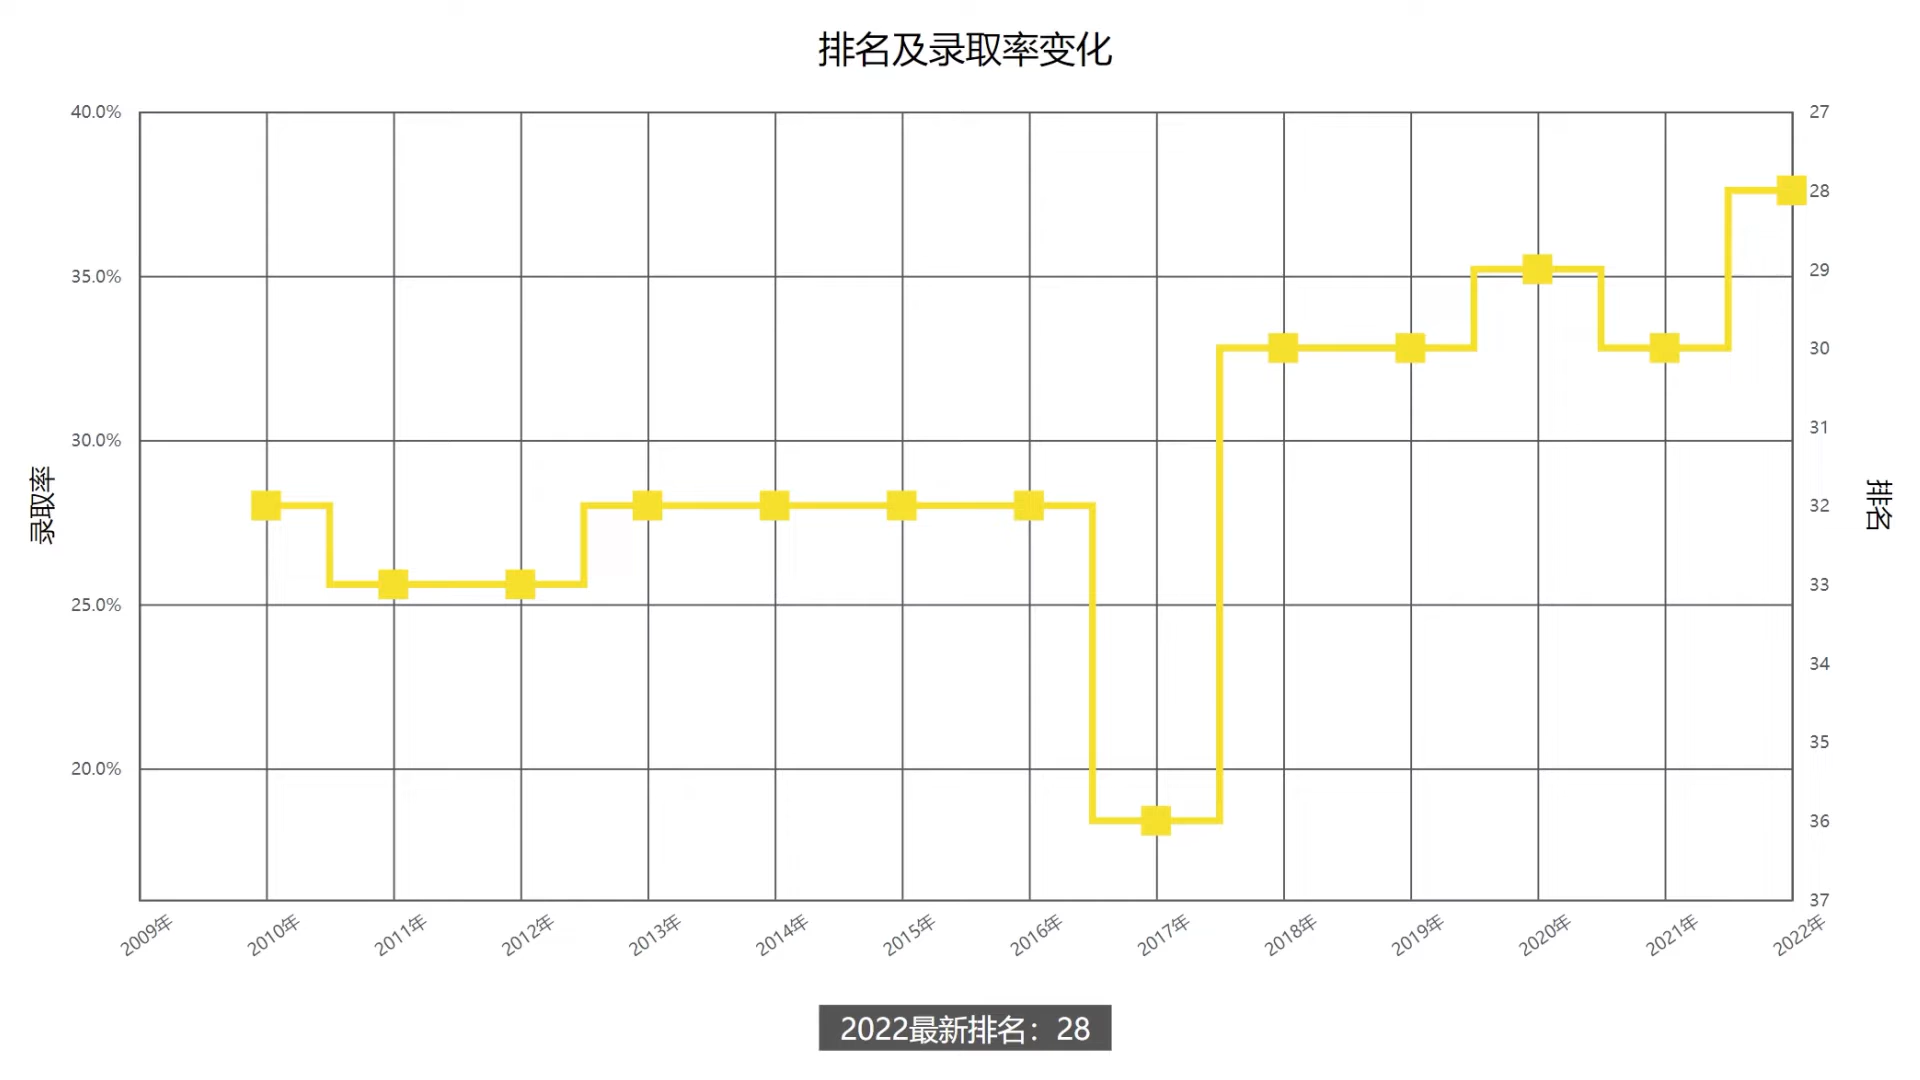 排名及录取率变化
40.0%
35.0%
30.0%
25.0%
20.0%
录取率
27
28
29
30
31
32
33
34
35
36
37
排名
2009年
2010年
2011年
2012年
2013年
2014年
2015年
2016年
2017年
2018年
2019年
2020年
2021年
2022年
2022最新排名：28